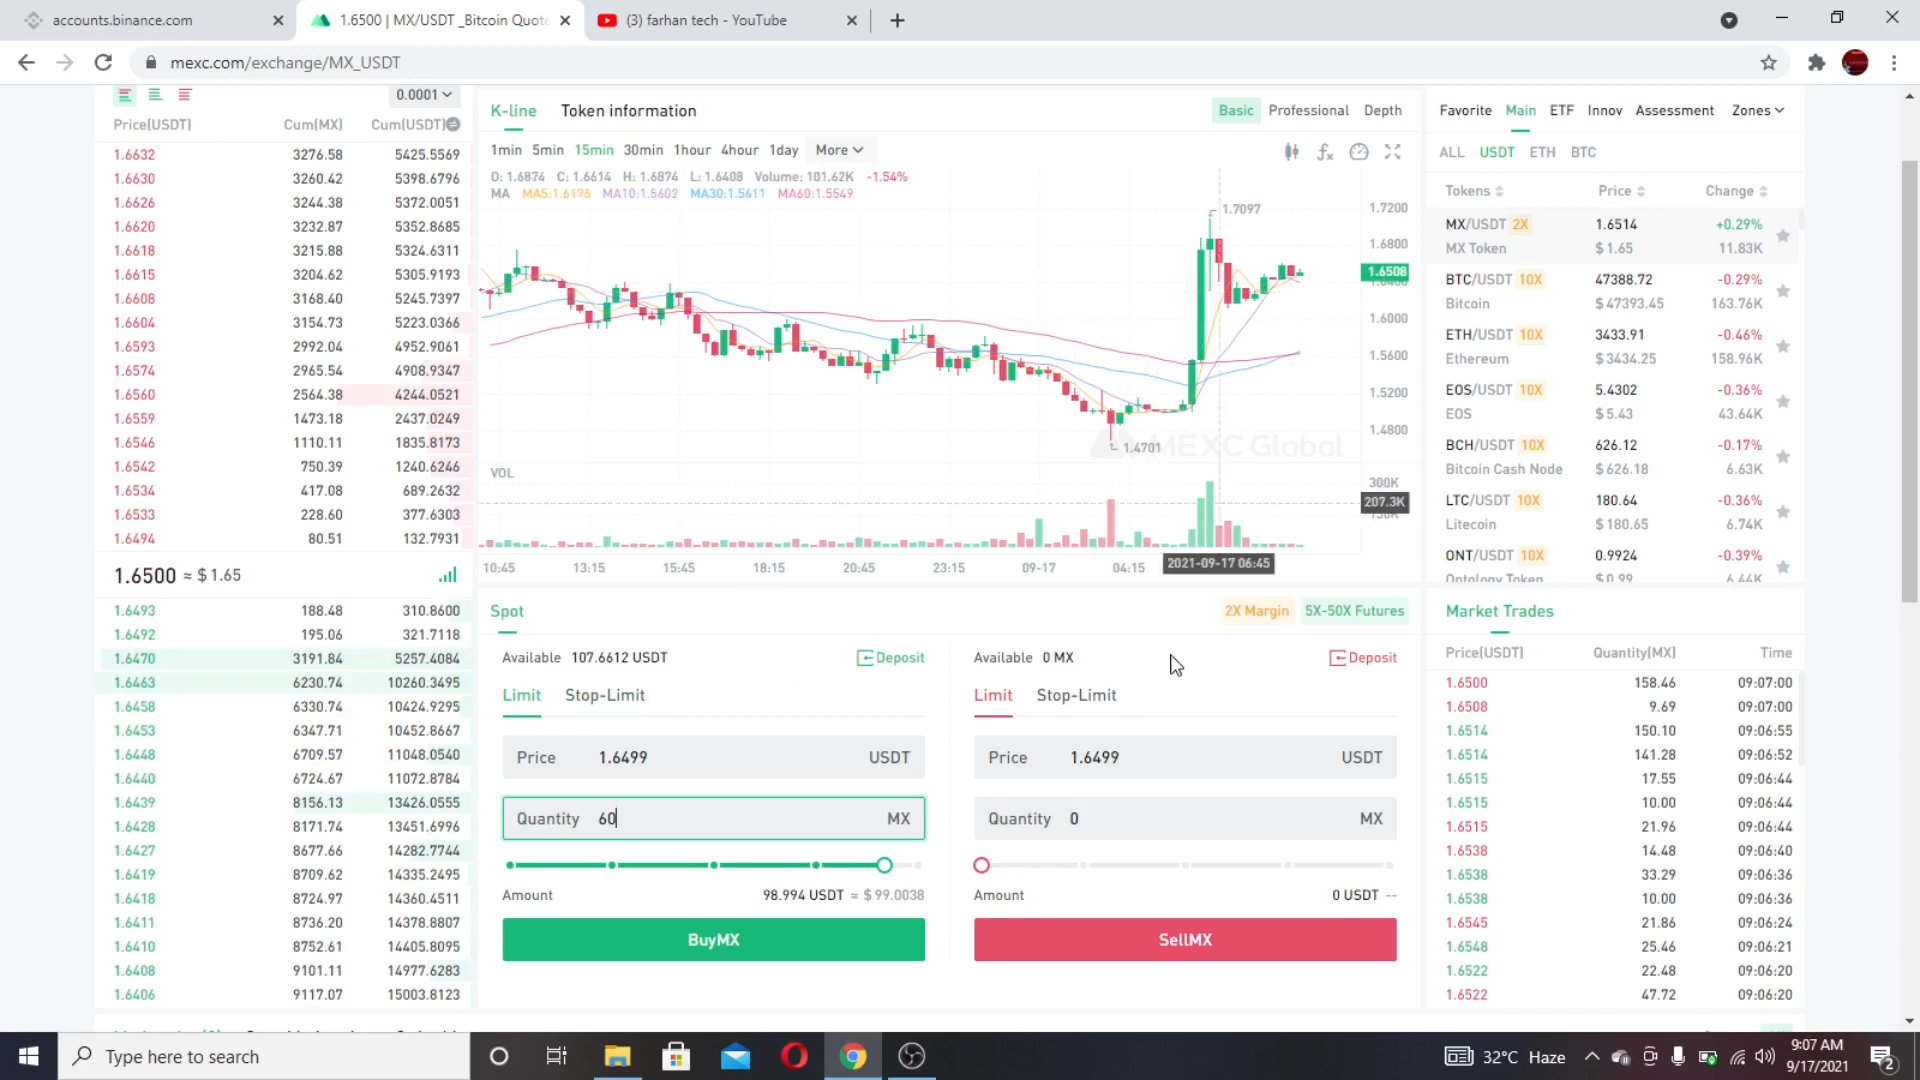 accounts.binance.com
1.6500 | MX/USDT _Bitcoin Quote
(3) farhan tech - YouTube
mexc.com/exchange/MX_USDT
0.0001
Price(USDT) Cum(MX) Cum(USDT)
1.6632 3276.58 5425.5569
1.6630 3260.42 5398.6796
1.6626 3244.38 5372.0051
1.6620 3232.87 5352.8685
1.6618 3215.88 5324.6311
1.6615 3204.62 5305.9193
1.6608 3168.40 5245.7397
1.6604 3154.73 5223.0366
1.6593 2992.04 4952.9061
1.6574 2965.54 4908.9347
1.6560 2564.38 4244.0521
1.6559 1473.18 2437.0249
1.6546 1110.11 1835.8173
1.6542 750.39 1240.6246
1.6534 417.08 689.2632
1.6533 228.60 377.6303
1.6494 80.51 132.7931
1.6500 ≈ $ 1.65
1.6493 188.48 310.8600
1.6492 195.06 321.7118
1.6470 3191.84 5257.4084
1.6463 6230.74 10260.3495
1.6458 6330.74 10424.9295
1.6453 6347.71 10452.8667
1.6448 6709.57 11048.0540
1.6440 6724.67 11072.8784
1.6439 8156.13 13426.0555
1.6428 8171.74 13451.6996
1.6427 8677.66 14282.7744
1.6419 8709.62 14335.2495
1.6418 8724.97 14360.4511
1.6411 8736.20 14378.8807
1.6410 8752.61 14405.8095
1.6408 9101.11 14977.6283
1.6406 9117.07 15003.8123
K-line Token information Basic Professional Depth
1min 5min 15min 30min 1hour 4hour 1day More
O: 1.6874 C: 1.6614 H: 1.6874 L: 1.6408 Volume: 101.62K -1.54%
MA MA5:1.6196 MA10:1.5602 MA30:1.5411 MA60:1.5549
1.7097
1.7200
1.6800
1.6508
1.6000
1.5600
1.5200
1.4800
1.4701
MEXC Global
VOL
300K
207.3K
10:45 13:15 15:45 18:15 20:45 23:15 09-17 04:15 2021-09-17 06:45
Spot 2X Margin 5X-50X Futures
Available 107.6612 USDT Deposit
Limit Stop-Limit
Price 1.6499 USDT
Quantity 60 MX
Amount 98.994 USDT ≈ $ 99.0038
BuyMX
Available 0 MX Deposit
Limit Stop-Limit
Price 1.6499 USDT
Quantity 0 MX
Amount 0 USDT --
SellMX
Favorite Main ETF Innov Assessment Zones
ALL USDT ETH BTC
Tokens Price Change
MX/USDT 2X 1.6514 +0.29%
MX Token $ 1.65 11.83K
BTC/USDT 10X 47388.72 -0.29%
Bitcoin $ 47393.45 163.76K
ETH/USDT 10X 3433.91 -0.46%
Ethereum $ 3434.25 158.96K
EOS/USDT 10X 5.4302 -0.36%
EOS $ 5.43 43.64K
BCH/USDT 10X 626.12 -0.17%
Bitcoin Cash Node $ 626.18 6.63K
LTC/USDT 10X 180.64 -0.36%
Litecoin $ 180.65 6.74K
ONT/USDT 10X 0.9924 -0.39%
Ontology Token $ 0.99 6.44K
Market Trades
Price(USDT) Quantity(MX) Time
1.6500 158.46 09:07:00
1.6508 9.69 09:07:00
1.6514 150.10 09:06:55
1.6514 141.28 09:06:52
1.6515 17.55 09:06:44
1.6515 10.00 09:06:44
1.6515 21.96 09:06:44
1.6538 14.48 09:06:40
1.6538 33.29 09:06:36
1.6538 10.00 09:06:36
1.6545 21.86 09:06:24
1.6548 25.46 09:06:21
1.6522 22.48 09:06:20
1.6522 47.72 09:06:20
Type here to search
32°C Haze
9:07 AM
9/17/2021
2